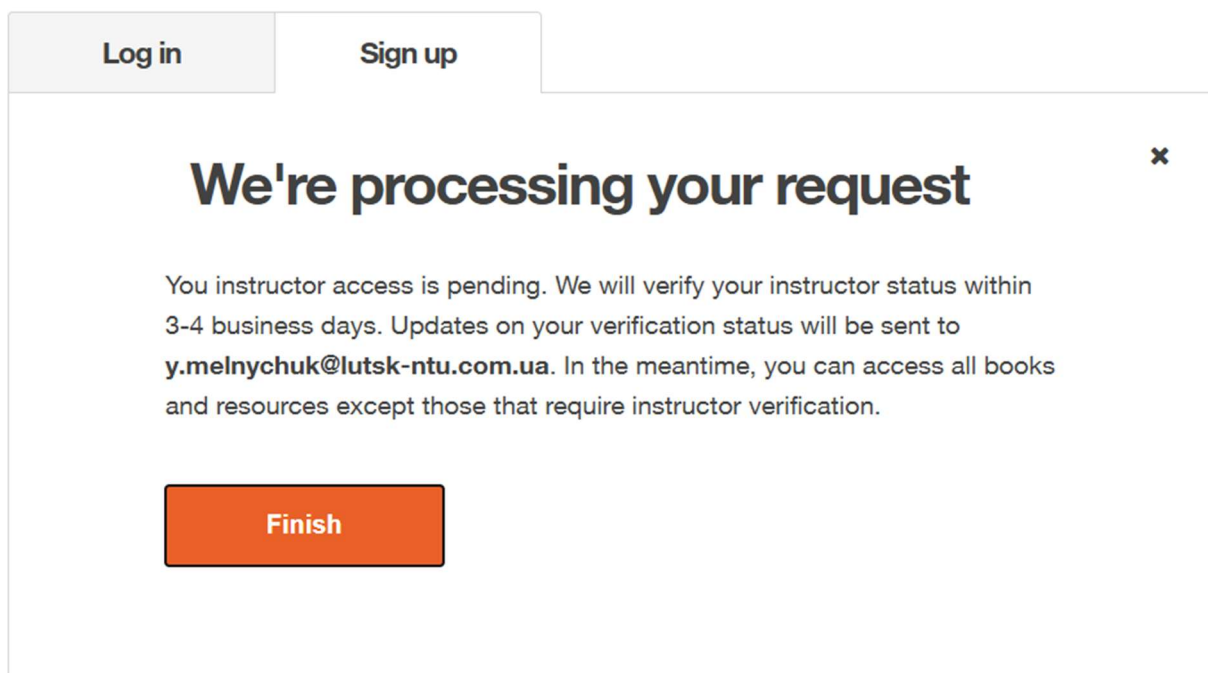 Log in
Sign up
We're processing your request
You instructor access is pending. We will verify your instructor status within
3-4 business days. Updates on your verification status will be sent to
y.melnychuk@lutsk-ntu.com.ua. In the meantime, you can access all books
and resources except those that require instructor verification.
Finish